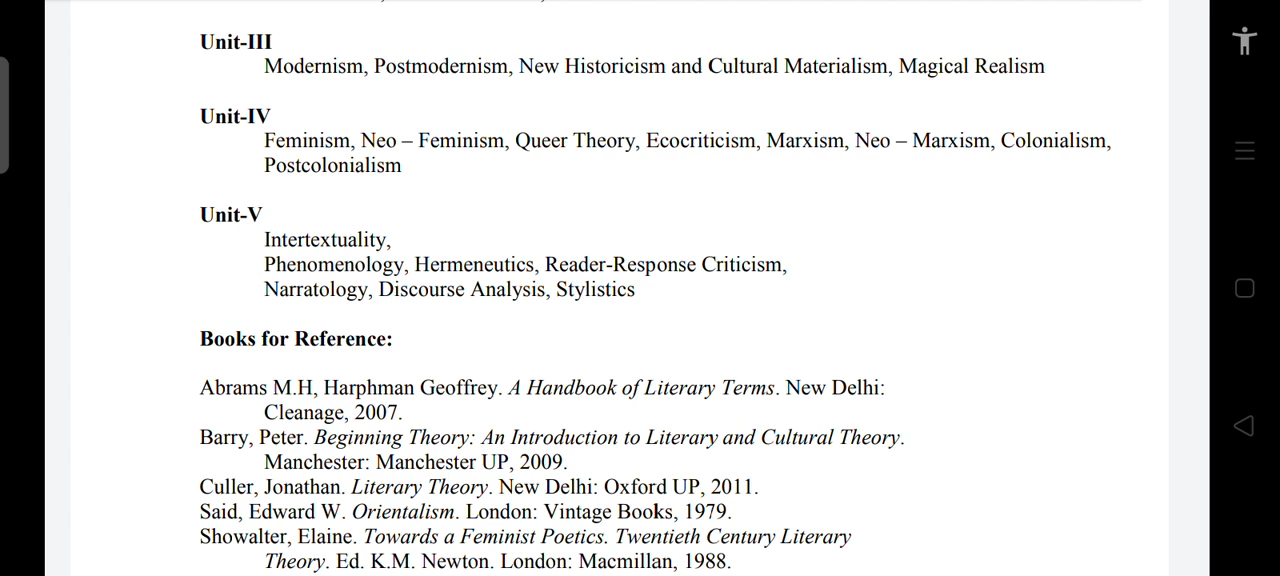 Unit-III
Modernism, Postmodernism, New Historicism and Cultural Materialism, Magical Realism
Unit-IV
Feminism, Neo – Feminism, Queer Theory, Ecocriticism, Marxism, Neo – Marxism, Colonialism,
Postcolonialism
Unit-V
Intertextuality,
Phenomenology, Hermeneutics, Reader-Response Criticism,
Narratology, Discourse Analysis, Stylistics
Books for Reference:
Abrams M.H, Harphman Geoffrey. A Handbook of Literary Terms. New Delhi:
Cleanage, 2007.
Barry, Peter. Beginning Theory: An Introduction to Literary and Cultural Theory.
Manchester: Manchester UP, 2009.
Culler, Jonathan. Literary Theory. New Delhi: Oxford UP, 2011.
Said, Edward W. Orientalism. London: Vintage Books, 1979.
Showalter, Elaine. Towards a Feminist Poetics. Twentieth Century Literary
Theory. Ed. K.M. Newton. London: Macmillan, 1988.